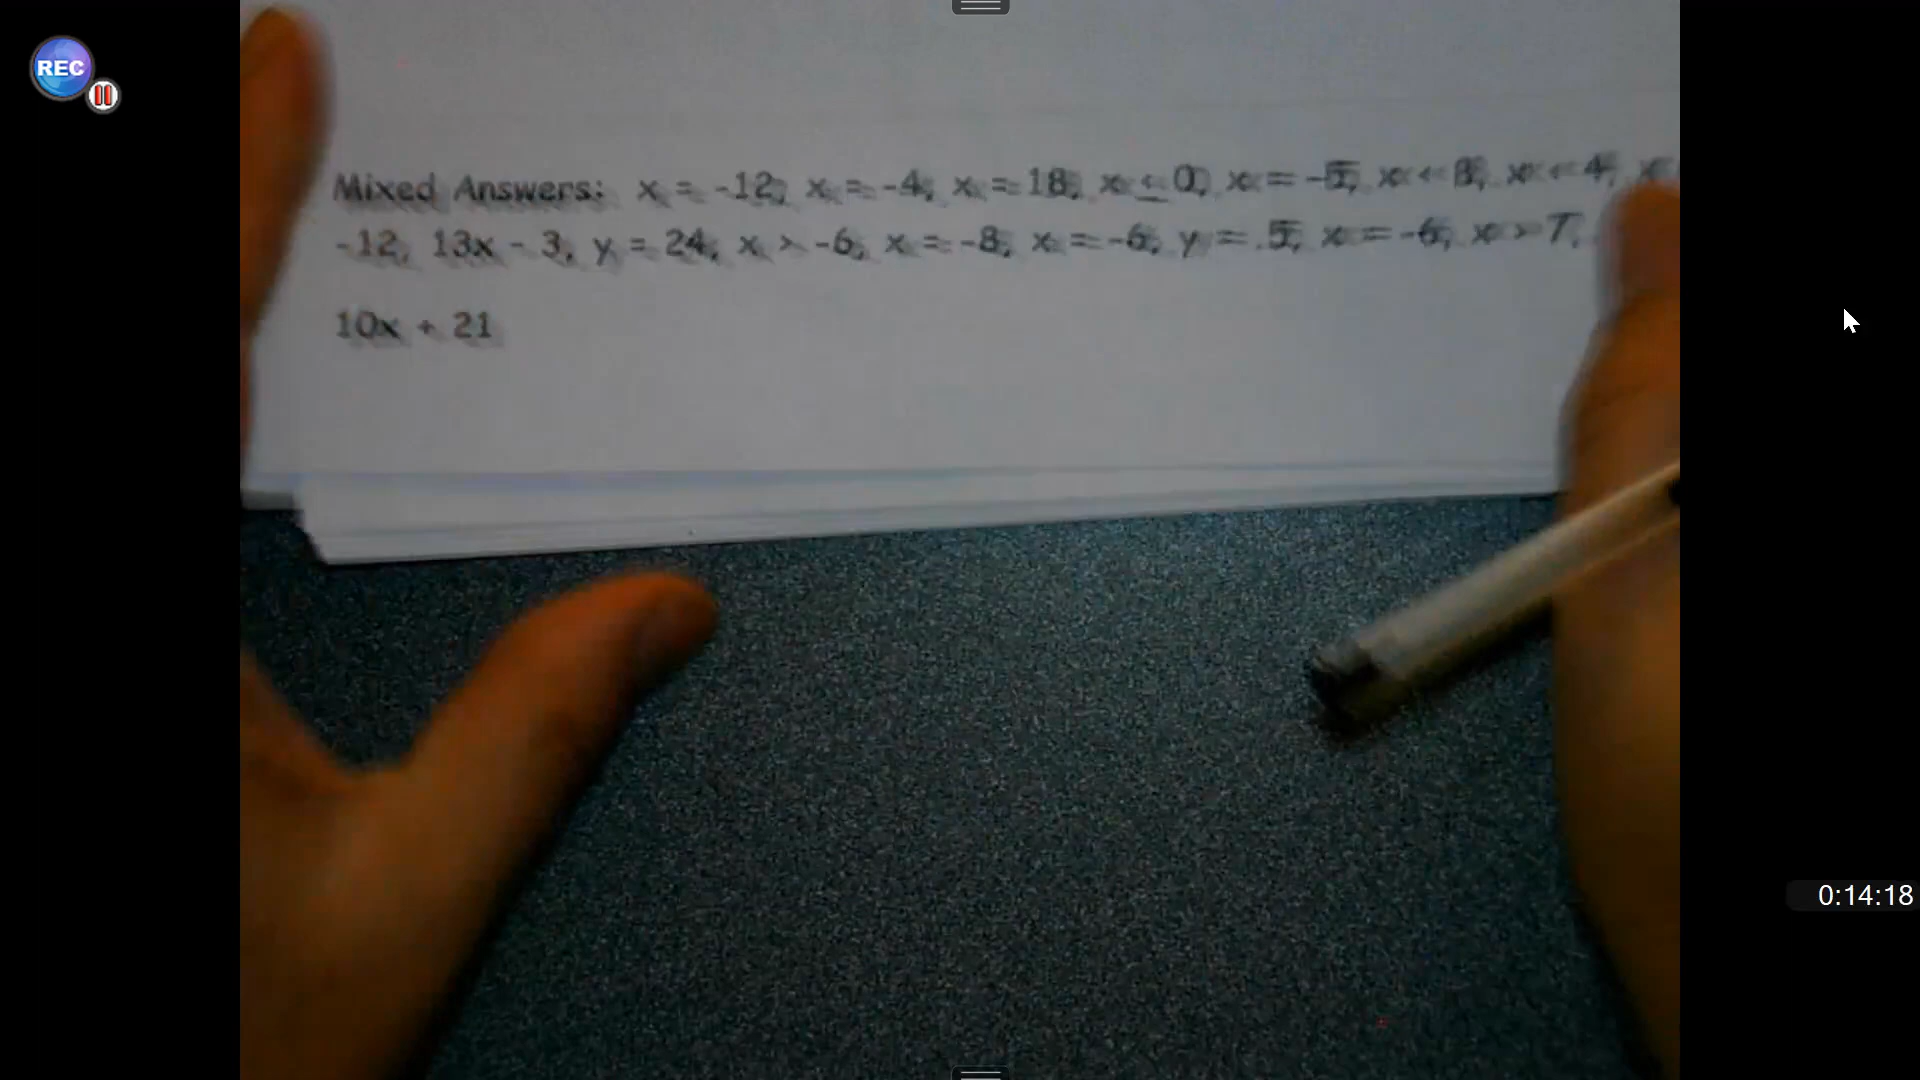 REC
Mixed Answers: x = -12, x = -4, x = 18, x ≤ 0, x = -5, x < 8, x < 4, x
-12, 13x - 3, y = 24, x > -6, x = -8, x = -6, y = .5, x = -6, x > 7,
10x + 21
0:14:18